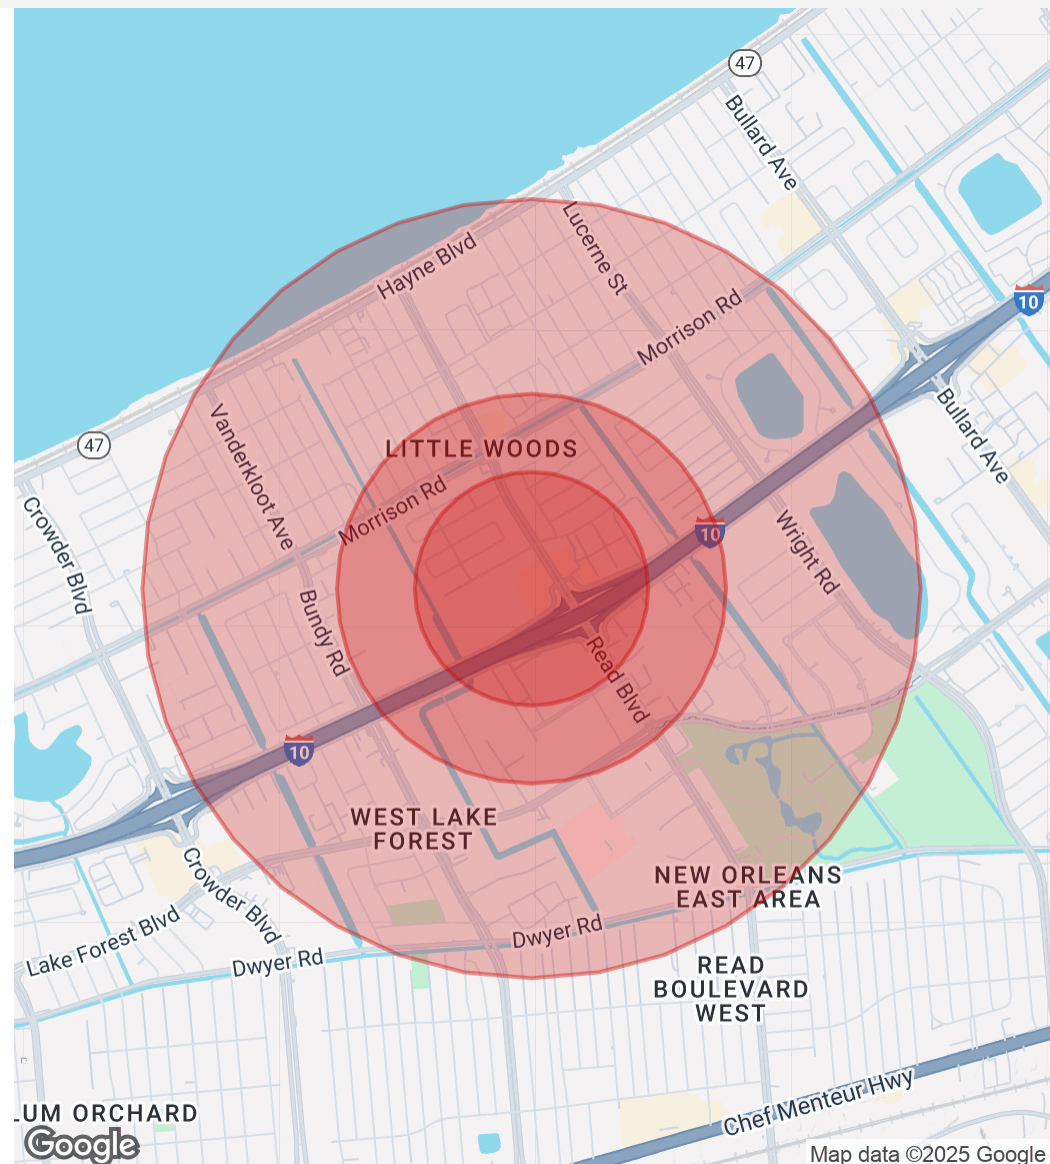 47
Bullard Ave
10
Lucerne St
Hayne Blvd
Morrison Rd
Bullard Ave
Vanderkloot Ave
47
LITTLE WOODS
Morrison Rd
Crowder Blvd
10
Wright Rd
Bundy Rd
Read Blvd
10
WEST LAKE
FOREST
NEW ORLEANS
EAST AREA
Crowder Blvd
Lake Forest Blvd
Dwyer Rd
Dwyer Rd
READ
BOULEVARD
WEST
Chef Menteur Hwy
LUM ORCHARD
Google
Map data ©2025 Google